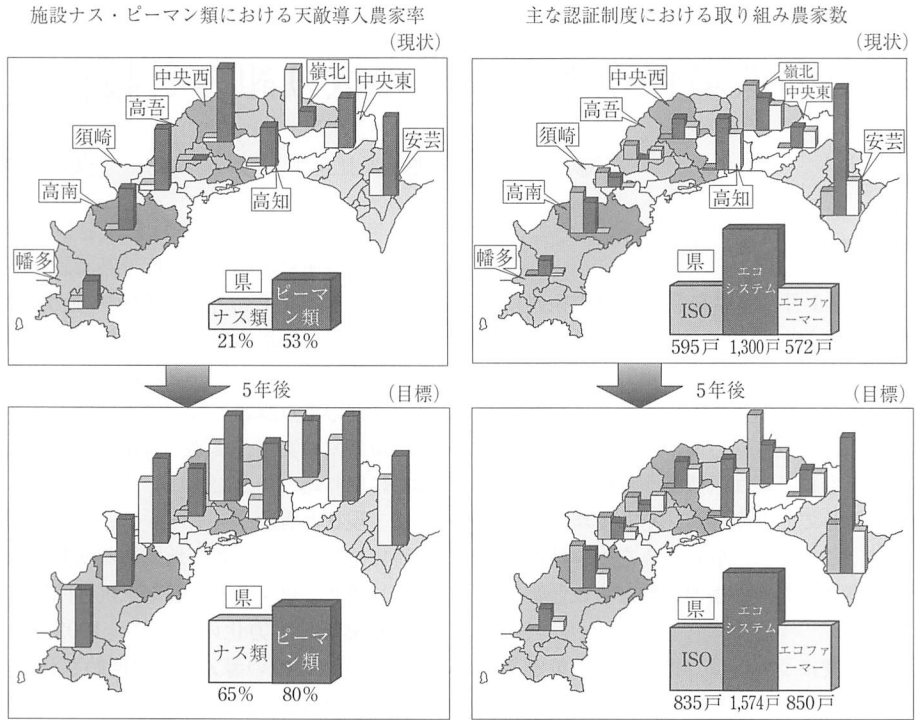 施設ナス・ピーマン類における天敵導入農家率
(現状)
中央西
嶺北
中央東
高吾
須崎
安芸
高南
高知
幡多
県
ナス類
ピーマン類
21%
53%
5年後
(目標)
県
ナス類
ピーマン類
65%
80%
主な認証制度における取り組み農家数
(現状)
中央西
嶺北
中央東
高吾
須崎
安芸
高南
高知
幡多
県
ISO
エコシステム
エコファーマー
595戸
1,300戸
572戸
5年後
(目標)
県
ISO
エコシステム
エコファーマー
835戸
1,574戸
850戸